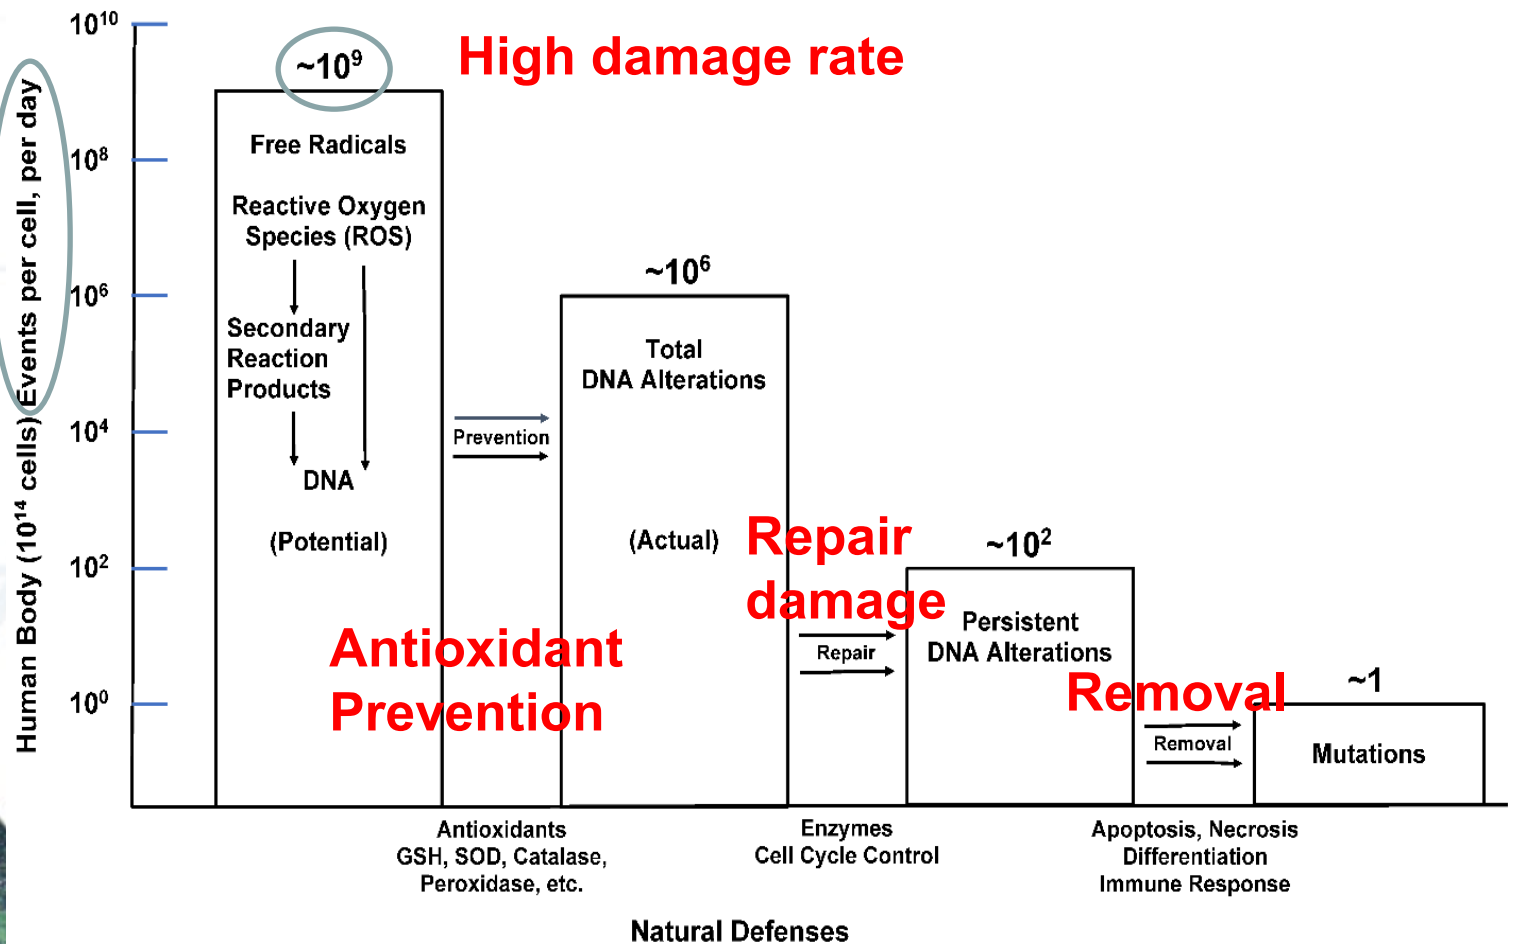 10¹⁰
10⁸
10⁶
10⁴
10²
10⁰
Human Body (10¹⁴ cells) Events per cell, per day
~10⁹
High damage rate
Free Radicals
Reactive Oxygen
Species (ROS)
Secondary
Reaction
Products
DNA
(Potential)
Prevention
Antioxidant
Prevention
~10⁶
Total
DNA Alterations
(Actual)
Repair
damage
Repair
~10²
Persistent
DNA Alterations
Removal
Removal
~1
Mutations
Antioxidants
GSH, SOD, Catalase,
Peroxidase, etc.
Enzymes
Cell Cycle Control
Apoptosis, Necrosis
Differentiation
Immune Response
Natural Defenses